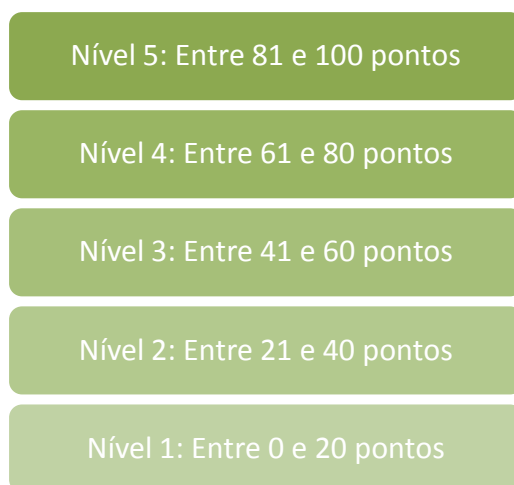 Nível 5: Entre 81 e 100 pontos
Nível 4: Entre 61 e 80 pontos
Nível 3: Entre 41 e 60 pontos
Nível 2: Entre 21 e 40 pontos
Nível 1: Entre 0 e 20 pontos